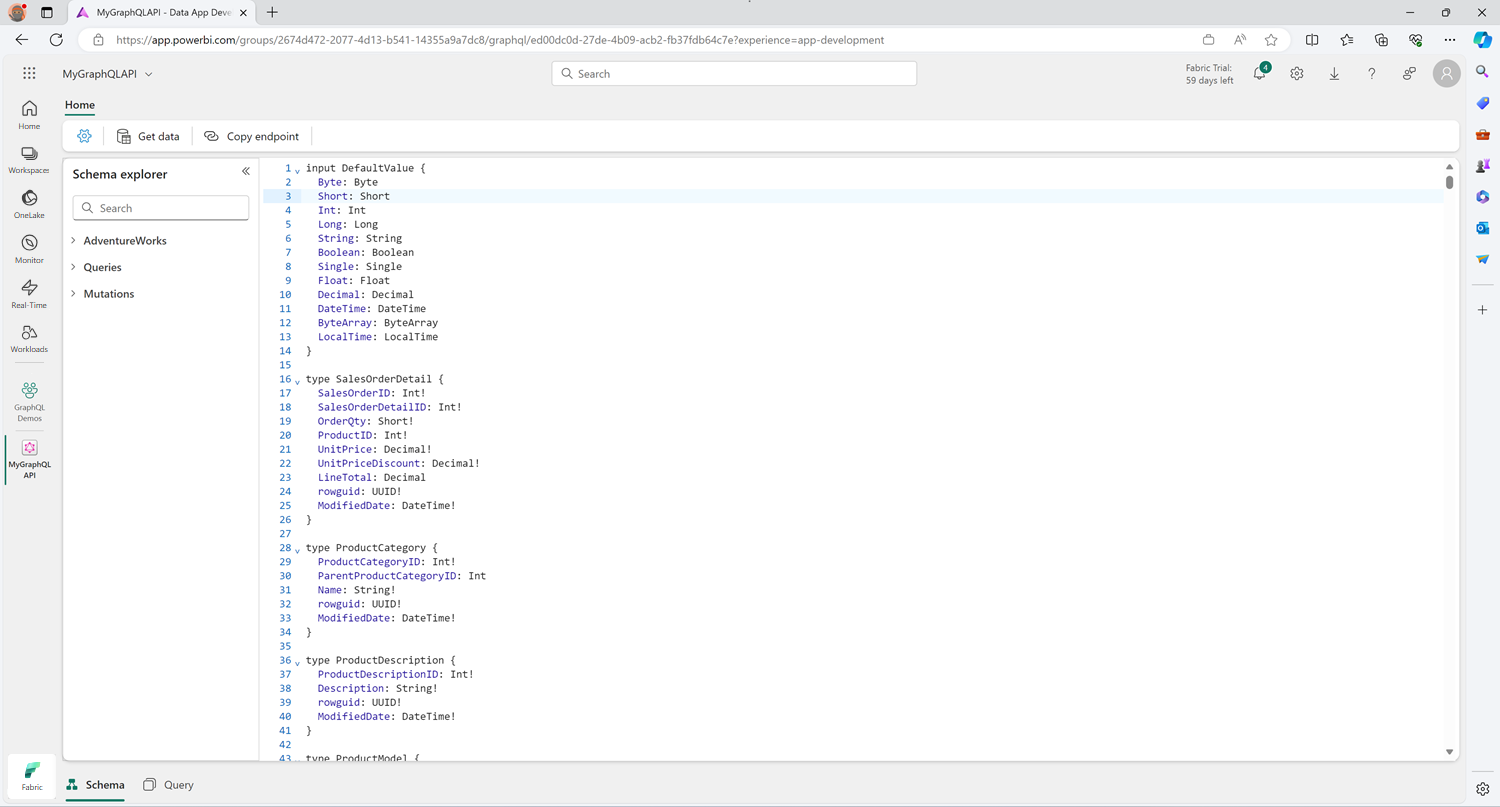 MyGraphQLAPI - Data App Deve
https://app.powerbi.com/groups/2674d472-2077-4d13-b541-14355a9a7dc8/graphql/ed00dc0d-27de-4b09-acb2-fb37fdb64c7e?experience=app-development
MyGraphQLAPI
Search
Fabric Trial:
59 days left
4
Home
Get data
Copy endpoint
Home
Workspaces
OneLake
Monitor
Real-Time
Workloads
GraphQL
Demos
MyGraphQL
API
Fabric
Schema explorer
Search
AdventureWorks
Queries
Mutations
1 input DefaultValue {
2 Byte: Byte
3 Short: Short
4 Int: Int
5 Long: Long
6 String: String
7 Boolean: Boolean
8 Single: Single
9 Float: Float
10 Decimal: Decimal
11 DateTime: DateTime
12 ByteArray: ByteArray
13 LocalTime: LocalTime
14 }
15
16 type SalesOrderDetail {
17 SalesOrderID: Int!
18 SalesOrderDetailID: Int!
19 OrderQty: Short!
20 ProductID: Int!
21 UnitPrice: Decimal!
22 UnitPriceDiscount: Decimal!
23 LineTotal: Decimal
24 rowguid: UUID!
25 ModifiedDate: DateTime!
26 }
27
28 type ProductCategory {
29 ProductCategoryID: Int!
30 ParentProductCategoryID: Int
31 Name: String!
32 rowguid: UUID!
33 ModifiedDate: DateTime!
34 }
35
36 type ProductDescription {
37 ProductDescriptionID: Int!
38 Description: String!
39 rowguid: UUID!
40 ModifiedDate: DateTime!
41 }
42
43 type ProductModel {
Schema
Query